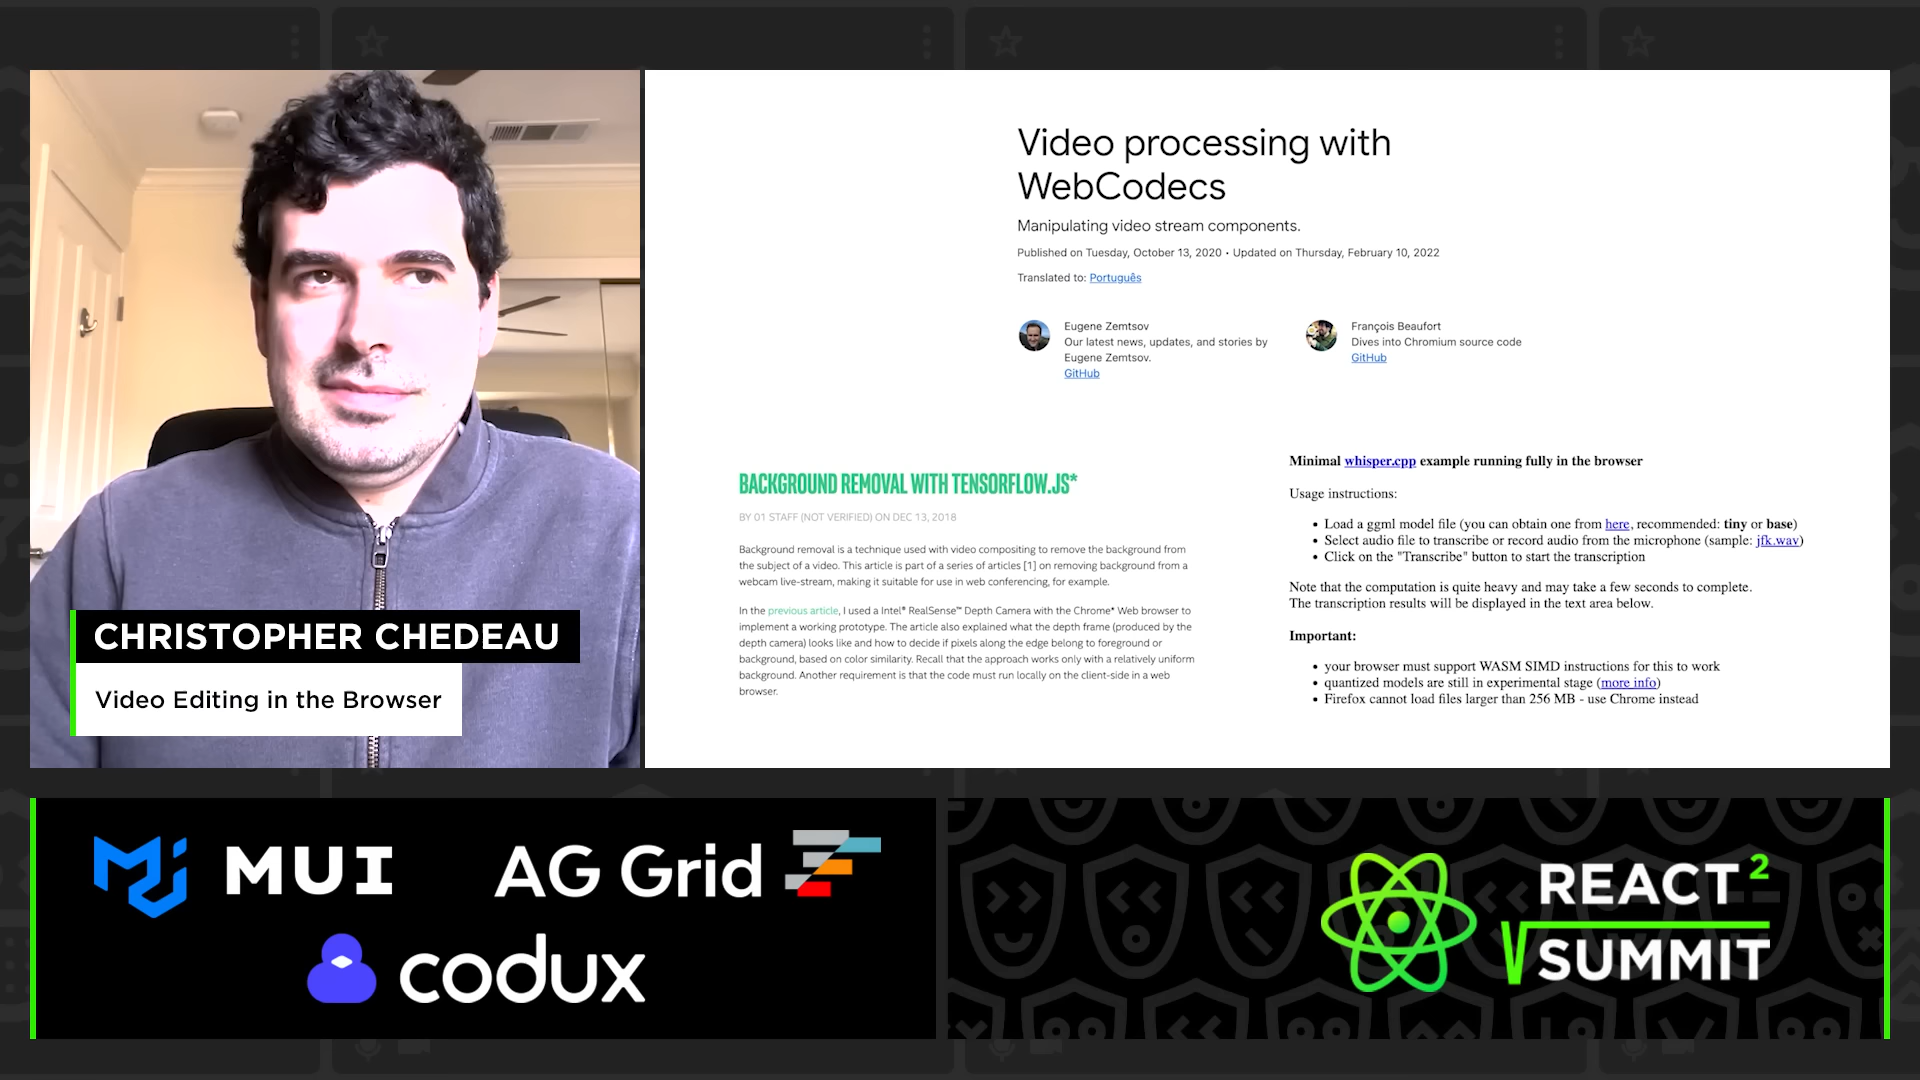 Video processing with
WebCodecs
Manipulating video stream components.
Published on Tuesday, October 13, 2020 • Updated on Thursday, February 10, 2022
Translated to: Português
Eugene Zemtsov
Our latest news, updates, and stories by
Eugene Zemtsov.
GitHub
François Beaufort
Dives into Chromium source code
GitHub
BACKGROUND REMOVAL WITH TENSORFLOW.JS*
BY 01 STAFF (NOT VERIFIED) ON DEC 13, 2018
Background removal is a technique used with video compositing to remove the background from
the subject of a video. This article is part of a series of articles [1] on removing background from a
webcam live-stream, making it suitable for use in web conferencing, for example.
In the previous article, I used a Intel® RealSense™ Depth Camera with the Chrome* Web browser to
implement a working prototype. The article also explained what the depth frame (produced by the
depth camera) looks like and how to decide if pixels along the edge belong to foreground or
background, based on color similarity. Recall that the approach works only with a relatively uniform
background. Another requirement is that the code must run locally on the client-side in a web
browser.
Minimal whisper.cpp example running fully in the browser
Usage instructions:
• Load a ggml model file (you can obtain one from here, recommended: tiny or base)
• Select audio file to transcribe or record audio from the microphone (sample: jfk.wav)
• Click on the "Transcribe" button to start the transcription
Note that the computation is quite heavy and may take a few seconds to complete.
The transcription results will be displayed in the text area below.
Important:
• your browser must support WASM SIMD instructions for this to work
• quantized models are still in experimental stage (more info)
• Firefox cannot load files larger than 256 MB - use Chrome instead
CHRISTOPHER CHEDEAU
Video Editing in the Browser
MUI
AG Grid
codux
REACT 2
SUMMIT